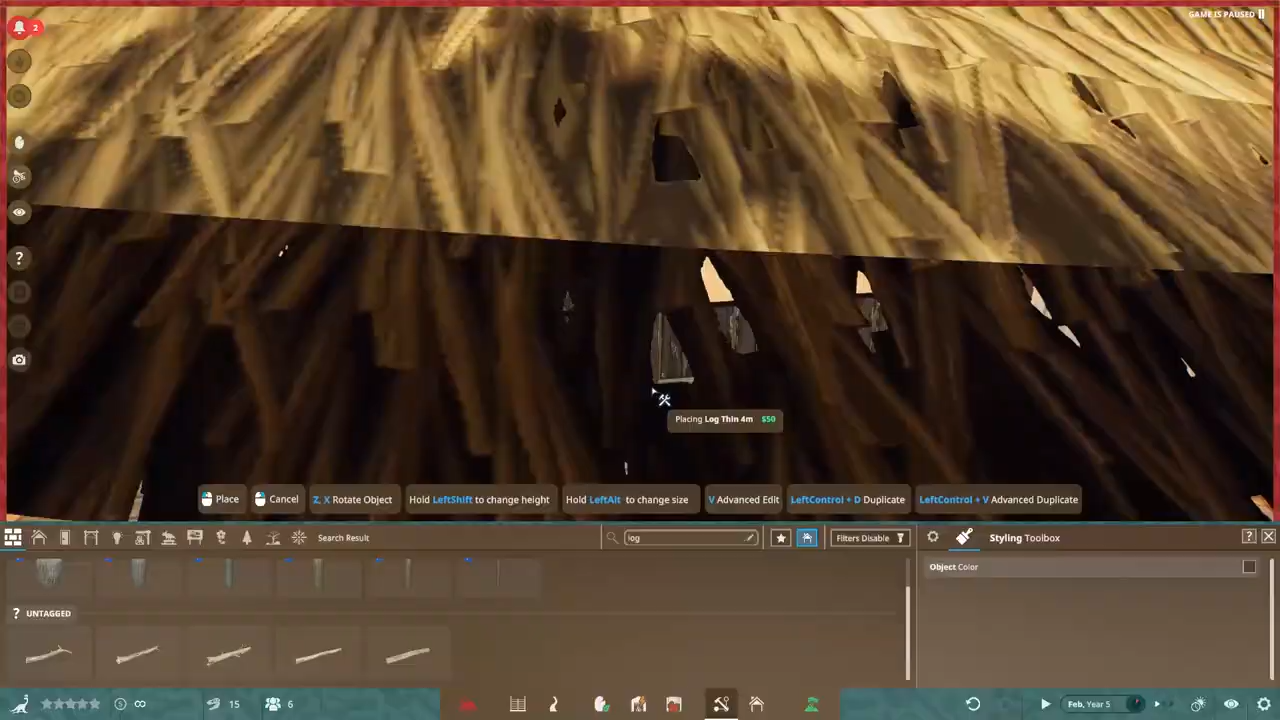 GAME IS PAUSED
2
?
Placing Log Thin 4m $50
Place
Cancel
Z, X Rotate Object
Hold LeftShift to change height
Hold LeftAlt to change size
V Advanced Edit
LeftControl + D Duplicate
LeftControl + V Advanced Duplicate
Search Result
log
Filters Disable
Styling Toolbox
?
Object Color
? UNTAGGED
∞
15
6
Feb, Year 5